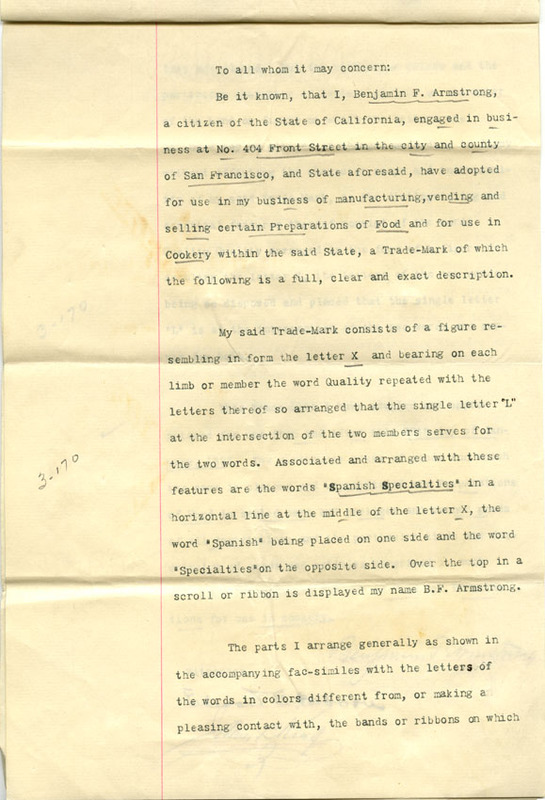 To all whom it may concern:
Be it known, that I, Benjamin F. Armstrong,
a citizen of the State of California, engaged in busi-
ness at No. 404 Front Street in the city and county
of San Francisco, and State aforesaid, have adopted
for use in my business of manufacturing,vending and
selling certain Preparations of Food and for use in
Cookery within the said State, a Trade-Mark of which
the following is a full, clear and exact description.
My said Trade-Mark consists of a figure re-
sembling in form the letter X and bearing on each
limb or member the word Quality repeated with the
letters thereof so arranged that the single letter "L"
at the intersection of the two members serves for
the two words. Associated and arranged with these
features are the words "Spanish Specialties" in a
horizontal line at the middle of the letter X, the
word "Spanish" being placed on one side and the word
"Specialties"on the opposite side. Over the top in a
scroll or ribbon is displayed my name B.F. Armstrong.
The parts I arrange generally as shown in
the accompanying fac-similes with the letters of
the words in colors different from, or making a
pleasing contact with, the bands or ribbons on which
3-170
3-170